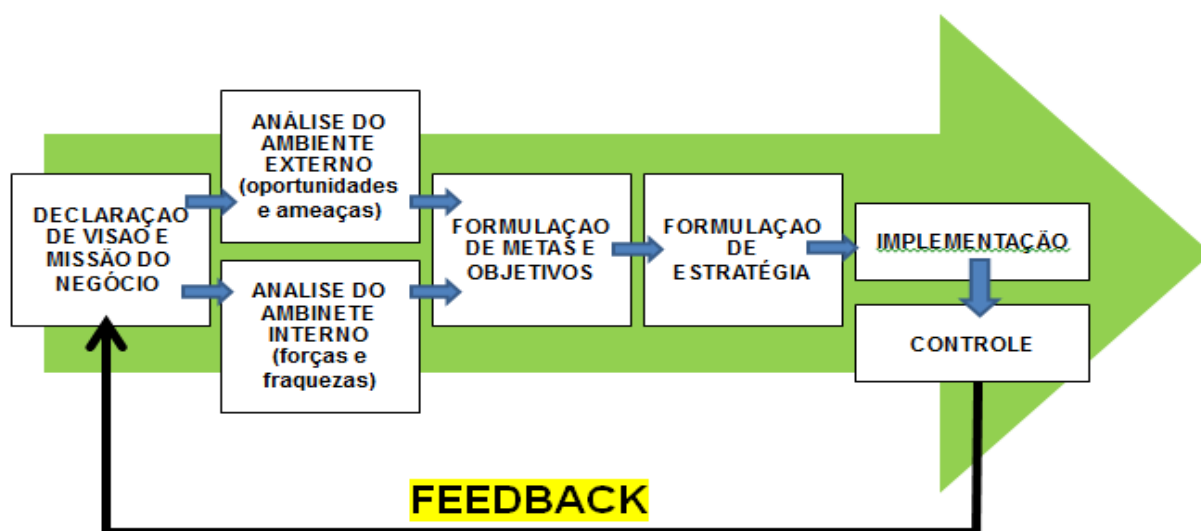 DECLARAÇAO
DE VISAO E
MISSÃO DO
NEGÓCIO
ANÁLISE DO
AMBIENTE
EXTERNO
(oportunidades
e ameaças)
ANALISE DO
AMBINETE
INTERNO
(forças e
fraquezas)
FORMULAÇAO
DE METAS E
OBJETIVOS
FORMULAÇAO
DE
ESTRATÉGIA
IMPLEMENTAÇÃO
CONTROLE
FEEDBACK